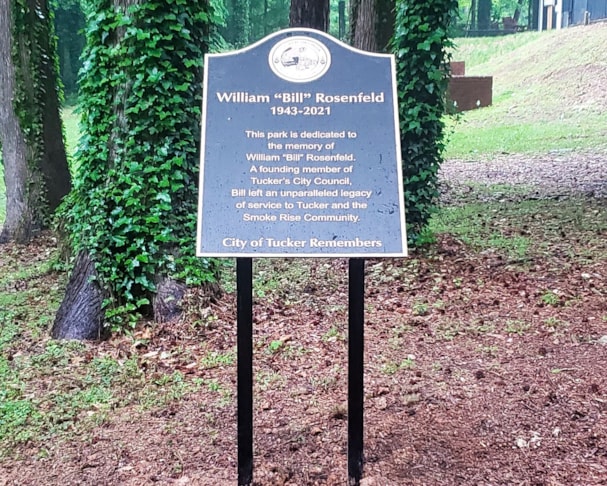 William "Bill" Rosenfeld
1943-2021
This park is dedicated to
the memory of
William "Bill" Rosenfeld.
A founding member of
Tucker's City Council,
Bill left an unparalleled legacy
of service to Tucker and the
Smoke Rise Community.
City of Tucker Remembers